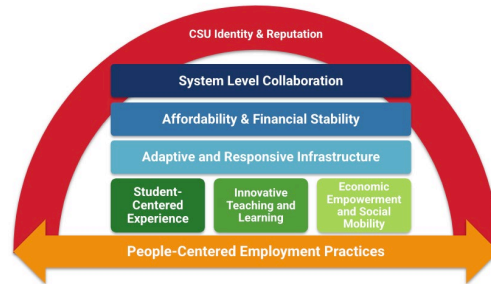 CSU Identity & Reputation
System Level Collaboration
Affordability & Financial Stability
Adaptive and Responsive Infrastructure
Student-
Centered
Experience
Innovative
Teaching and
Learning
Economic
Empowerment
and Social
Mobility
People-Centered Employment Practices